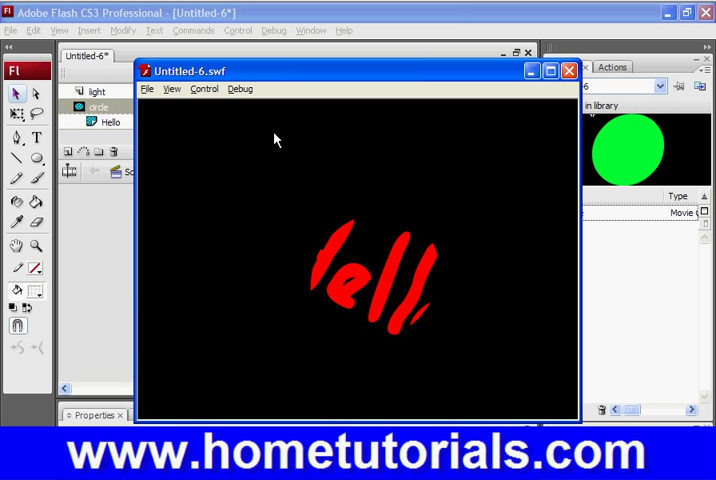 Adobe Flash CS3 Professional - [Untitled-6*]
File Edit View Insert Modify Text Commands Control Debug Window Help
Untitled-6*
Fl
light
circle
Hello
Untitled-6.swf
File View Control Debug
ell
Actions
in library
Type
Movie
Properties
www.hometutorials.com